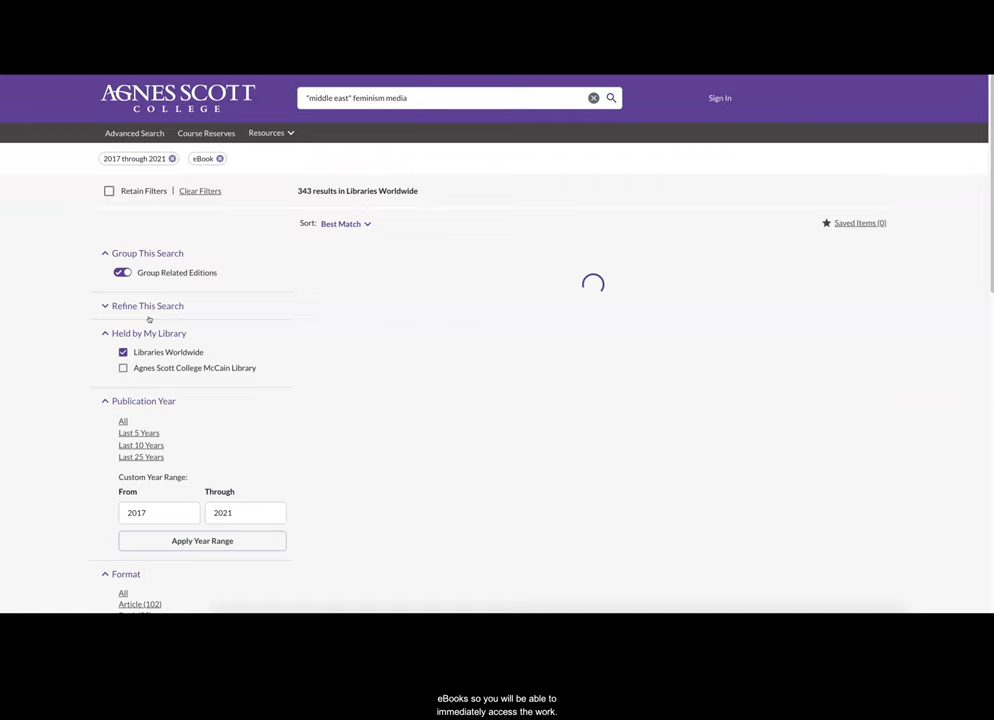 AGNES SCOTT
COLLEGE
"middle east" feminism media
Sign In
Advanced Search Course Reserves Resources
2017 through 2021 eBook
Retain Filters | Clear Filters
343 results in Libraries Worldwide
Sort: Best Match
Saved Items (0)
Group This Search
Group Related Editions
Refine This Search
Held by My Library
Libraries Worldwide
Agnes Scott College McCain Library
Publication Year
All
Last 5 Years
Last 10 Years
Last 25 Years
Custom Year Range:
From Through
2017 2021
Apply Year Range
Format
All
Article (102)
eBooks so you will be able to
immediately access the work.